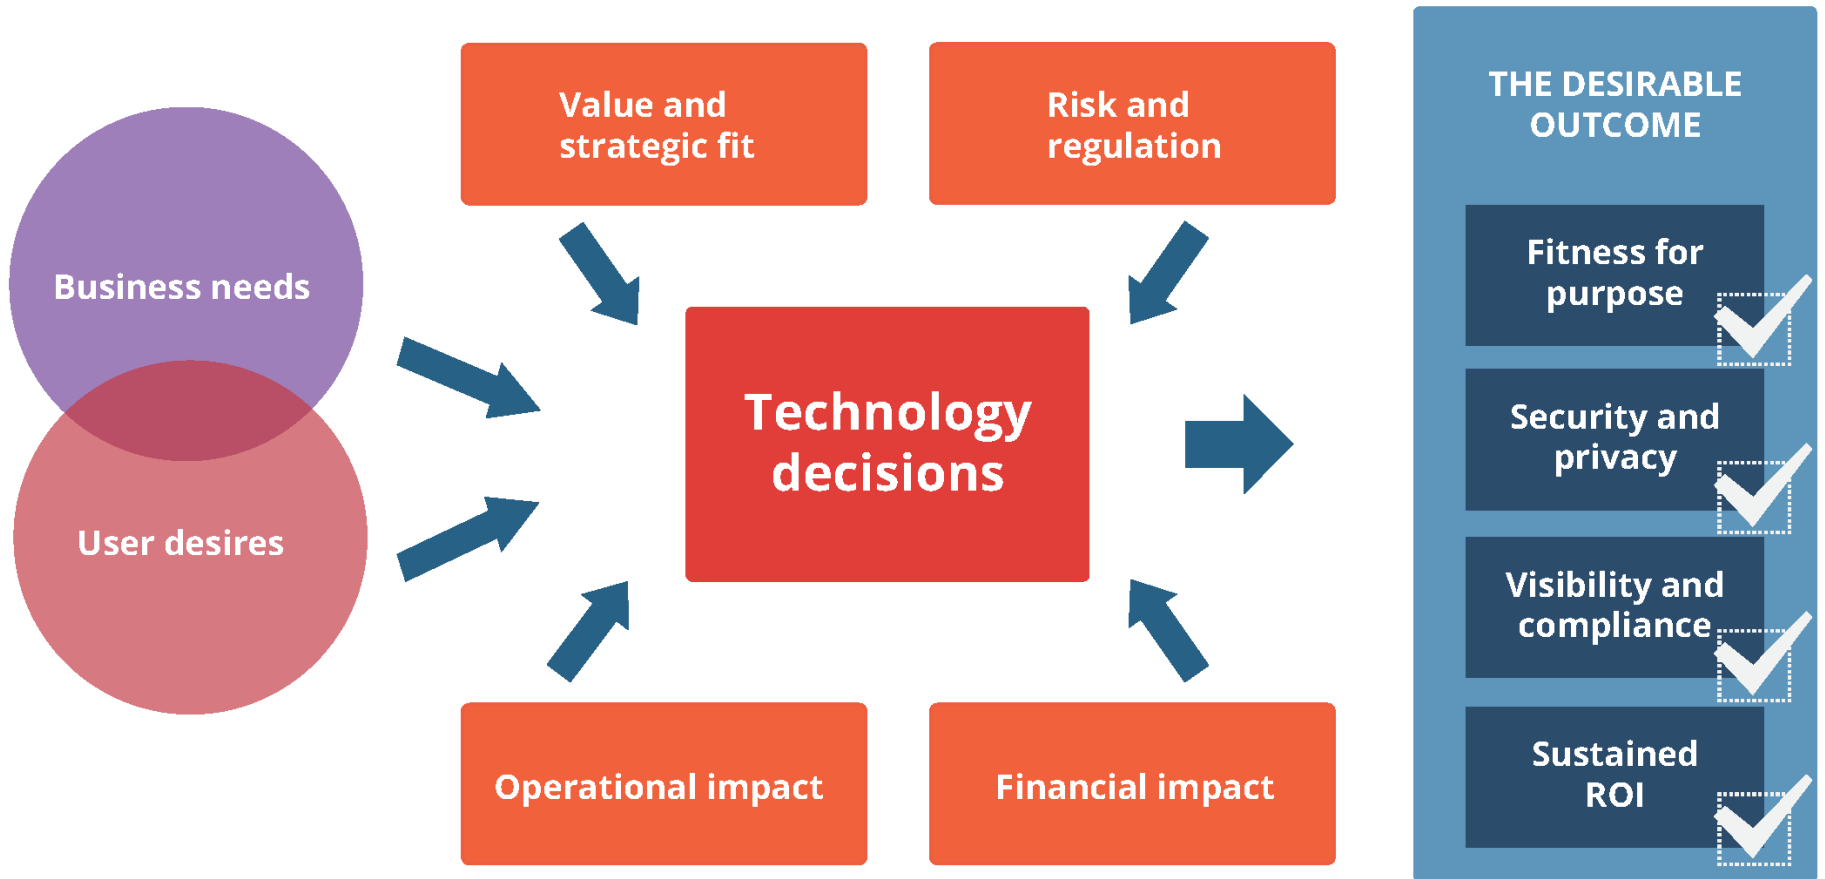 Business needs
User desires
Value and
strategic fit
Risk and
regulation
Technology
decisions
Operational impact
Financial impact
THE DESIRABLE
OUTCOME
Fitness for
purpose
Security and
privacy
Visibility and
compliance
Sustained
ROI